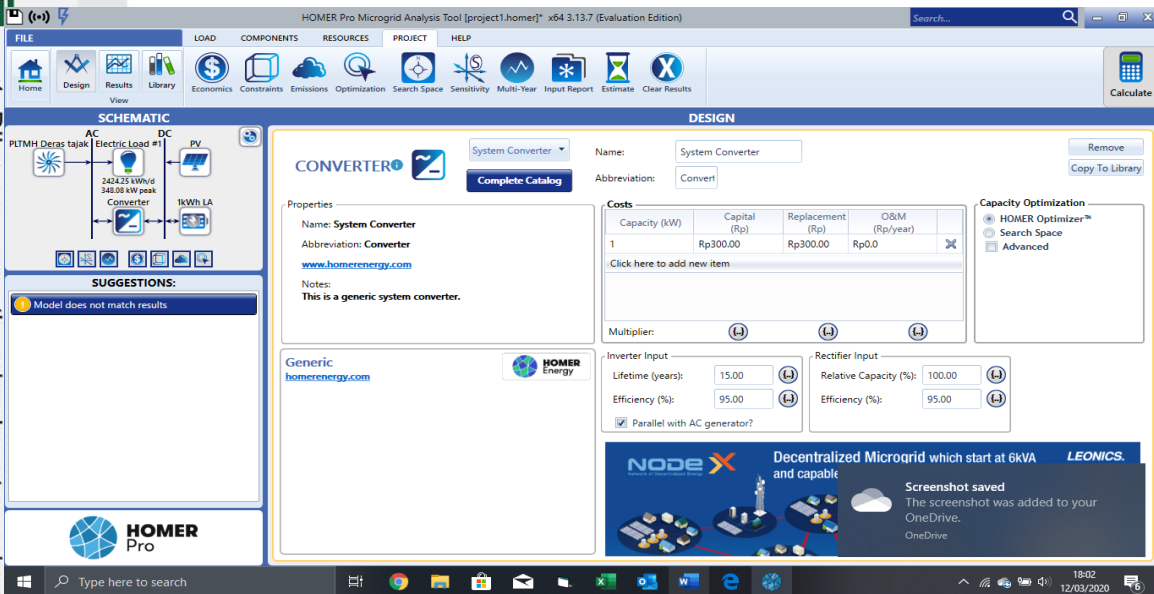 HOMER Pro Microgrid Analysis Tool [project1.homer]* x64 3.13.7 (Evaluation Edition)
Search...
FILE
LOAD
COMPONENTS
RESOURCES
PROJECT
HELP
Home
Design
Results
Library
View
Economics
Constraints
Emissions
Optimization
Search Space
Sensitivity
Multi-Year
Input Report
Estimate
Clear Results
Calculate
SCHEMATIC
AC
DC
PLTMH Deras tajak
Electric Load #1
PV
2424.25 kWh/d
348.08 kW peak
Converter
1kWh LA
SUGGESTIONS:
Model does not match results
HOMER
Pro
DESIGN
CONVERTER
System Converter
Complete Catalog
Name:
System Converter
Abbreviation:
Convert
Remove
Copy To Library
Properties
Name: System Converter
Abbreviation: Converter
www.homerenergy.com
Notes:
This is a generic system converter.
Costs
Capacity (kW)
Capital
(Rp)
Replacement
(Rp)
O&M
(Rp/year)
1
Rp300.00
Rp300.00
Rp0.0
Click here to add new item
Multiplier:
(..)
(..)
(..)
Capacity Optimization
HOMER Optimizer™
Search Space
Advanced
Generic
homerenergy.com
HOMER
Energy
Inverter Input
Lifetime (years):
15.00
(..)
Efficiency (%):
95.00
(..)
Parallel with AC generator?
Rectifier Input
Relative Capacity (%):
100.00
(..)
Efficiency (%):
95.00
(..)
NODE X
Decentralized Microgrid which start at 6kVA
and capable
LEONICS.
Screenshot saved
The screenshot was added to your
OneDrive.
OneDrive
Type here to search
18:02
12/03/2020
6